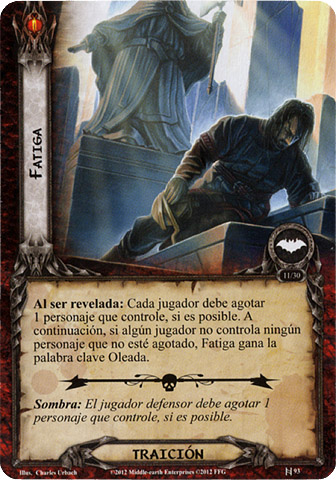 FATIGA
11/30
Al ser revelada: Cada jugador debe agotar
1 personaje que controle, si es posible. A
continuación, si algún jugador no controla ningún
personaje que no esté agotado, Fatiga gana la
palabra clave Oleada.
Sombra: El jugador defensor debe agotar 1
personaje que controle, si es posible.
TRAICIÓN
Illus. Charles Urbach
©2012 Middle-earth Enterprises ©2012 FFG
93